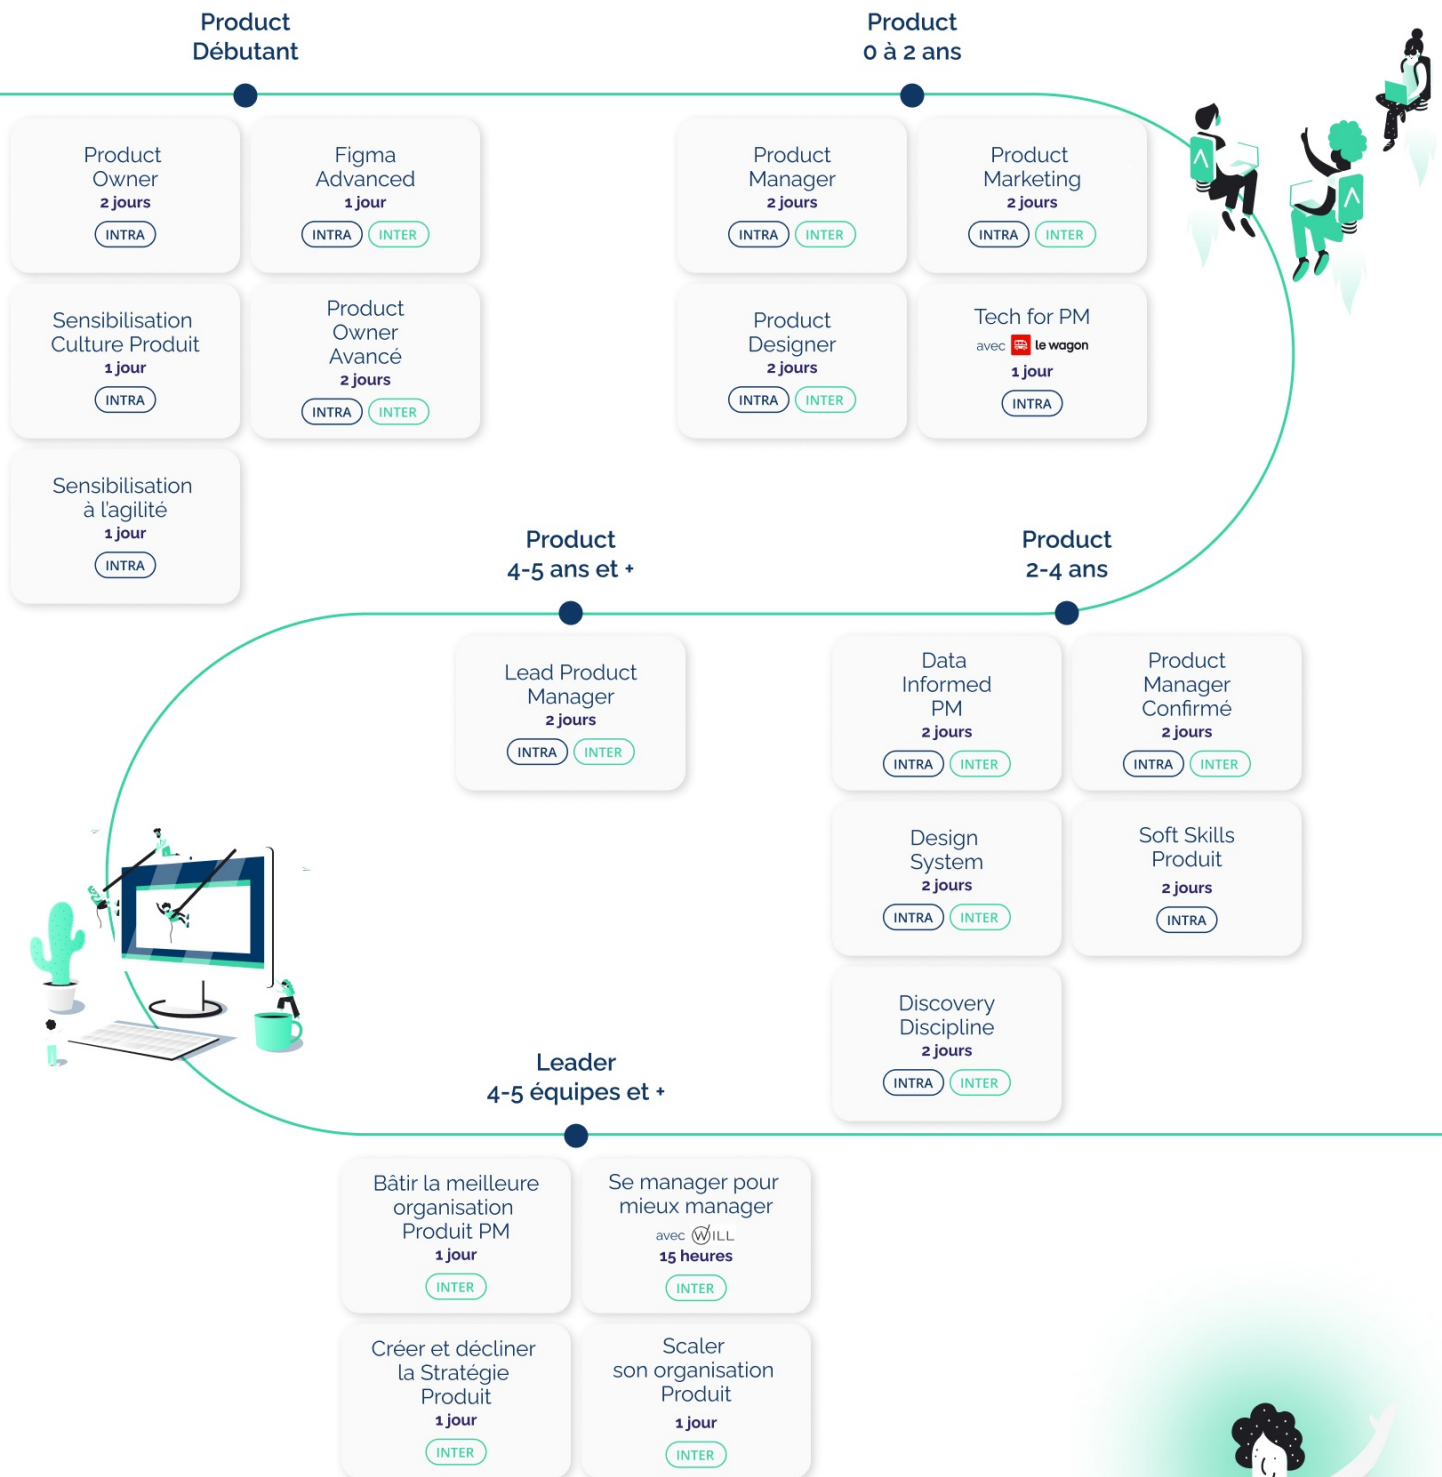 Product
Débutant
Product
0 à 2 ans
Product
Owner
2 jours
INTRA
Figma
Advanced
1 jour
INTRA INTER
Sensibilisation
Culture Produit
1 jour
INTRA
Product
Owner
Avancé
2 jours
INTRA INTER
Sensibilisation
à l'agilité
1 jour
INTRA
Product
Manager
2 jours
INTRA INTER
Product
Marketing
2 jours
INTRA INTER
Product
Designer
2 jours
INTRA INTER
Tech for PM
avec le wagon
1 jour
INTRA
Product
4-5 ans et +
Product
2-4 ans
Lead Product
Manager
2 jours
INTRA INTER
Data
Informed
PM
2 jours
INTRA INTER
Product
Manager
Confirmé
2 jours
INTRA INTER
Design
System
2 jours
INTRA INTER
Soft Skills
Produit
2 jours
INTRA
Discovery
Discipline
2 jours
INTRA INTER
Leader
4-5 équipes et +
Bâtir la meilleure
organisation
Produit PM
1 jour
INTER
Se manager pour
mieux manager
avec WILL
15 heures
INTER
Créer et décliner
la Stratégie
Produit
1 jour
INTER
Scaler
son organisation
Produit
1 jour
INTER